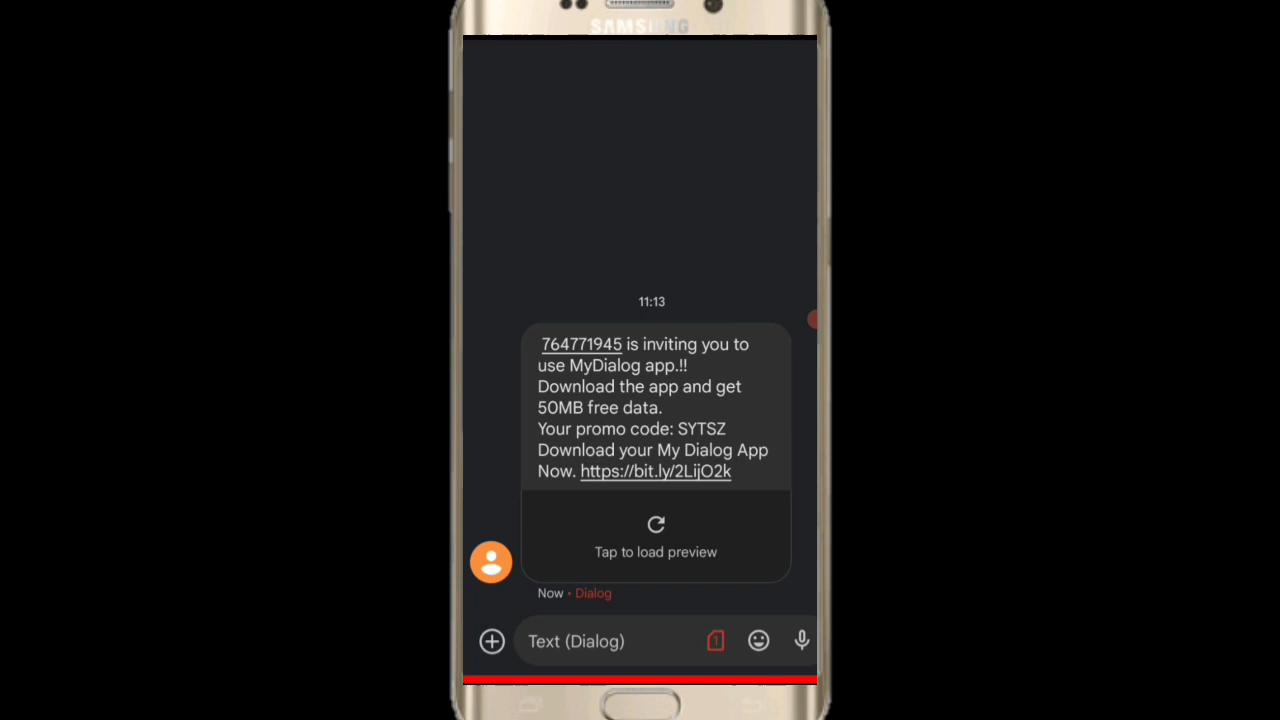 SAMSUNG
11:13
764771945 is inviting you to
use MyDialog app.!!
Download the app and get
50MB free data.
Your promo code: SYTSZ
Download your My Dialog App
Now. https://bit.ly/2LijO2k
Tap to load preview
Now • Dialog
Text (Dialog)
1